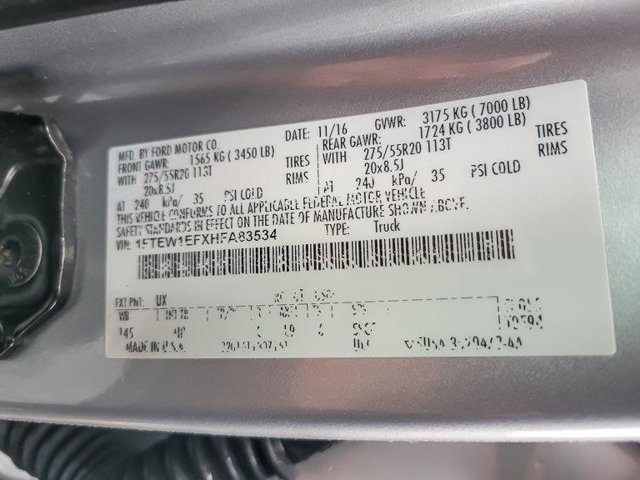 MFD. BY FORD MOTOR CO.
DATE: 11/16 GVWR: 3175 KG ( 7000 LB)
FRONT GAWR: 1565 KG ( 3450 LB) REAR GAWR: 1724 KG ( 3800 LB)
WITH 275/55R20 113T TIRES WITH 275/55R20 113T TIRES
20x8.5J RIMS 20x8.5J RIMS
AT 240 kPa/ 35 PSI COLD AT 240 kPa/ 35 PSI COLD
THIS VEHICLE CONFORMS TO ALL APPLICABLE FEDERAL MOTOR VEHICLE
SAFETY STANDARDS IN EFFECT ON THE DATE OF MANUFACTURE SHOWN ABOVE.
VIN: 1FTEW1EFXHFA83534 TYPE: Truck
EXT PNT: UX
WB
145
MADE IN U.S.A.